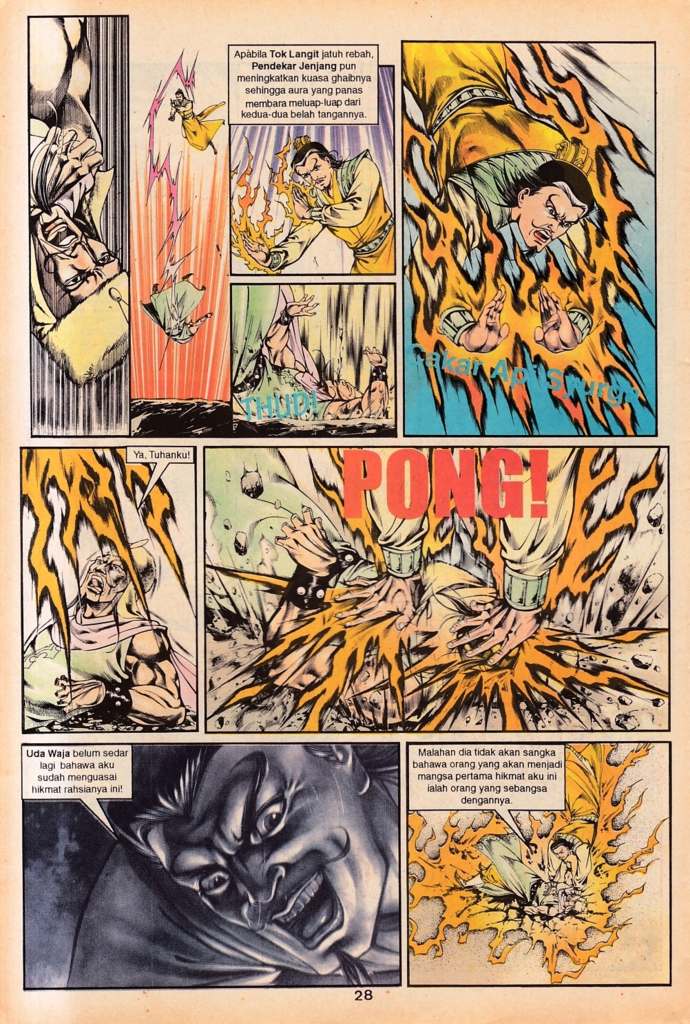 Apabila Tok Langit jatuh rebah,
Pendekar Jenjang pun
meningkatkan kuasa ghaibnya
sehingga aura yang panas
membara meluap-luap dari
kedua-dua belah tangannya.
THUD!
Api Syurga
Ya, Tuhanku!
PONG!
Uda Waja belum sedar
lagi bahawa aku
sudah menguasai
hikmat rahsianya ini!
Malahan dia tidak akan sangka
bahawa orang yang akan menjadi
mangsa pertama hikmat aku ini
ialah orang yang sebangsa
dengannya.
28